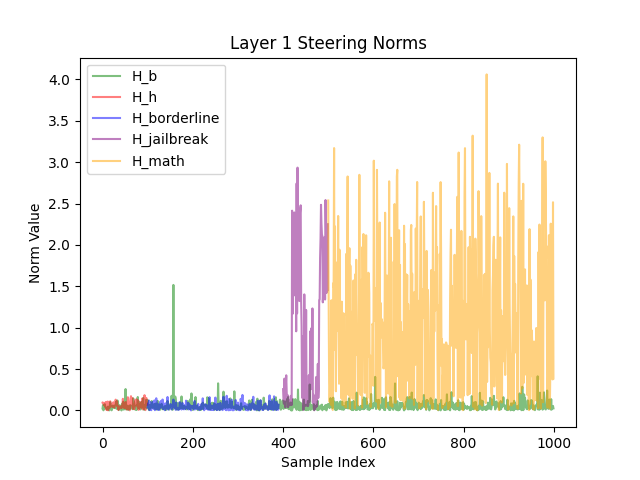 Layer 1 Steering Norms
H_b
H_h
H_borderline
H_jailbreak
H_math
Norm Value
4.0
3.5
3.0
2.5
2.0
1.5
1.0
0.5
0.0
0 200 400 600 800 1000
Sample Index